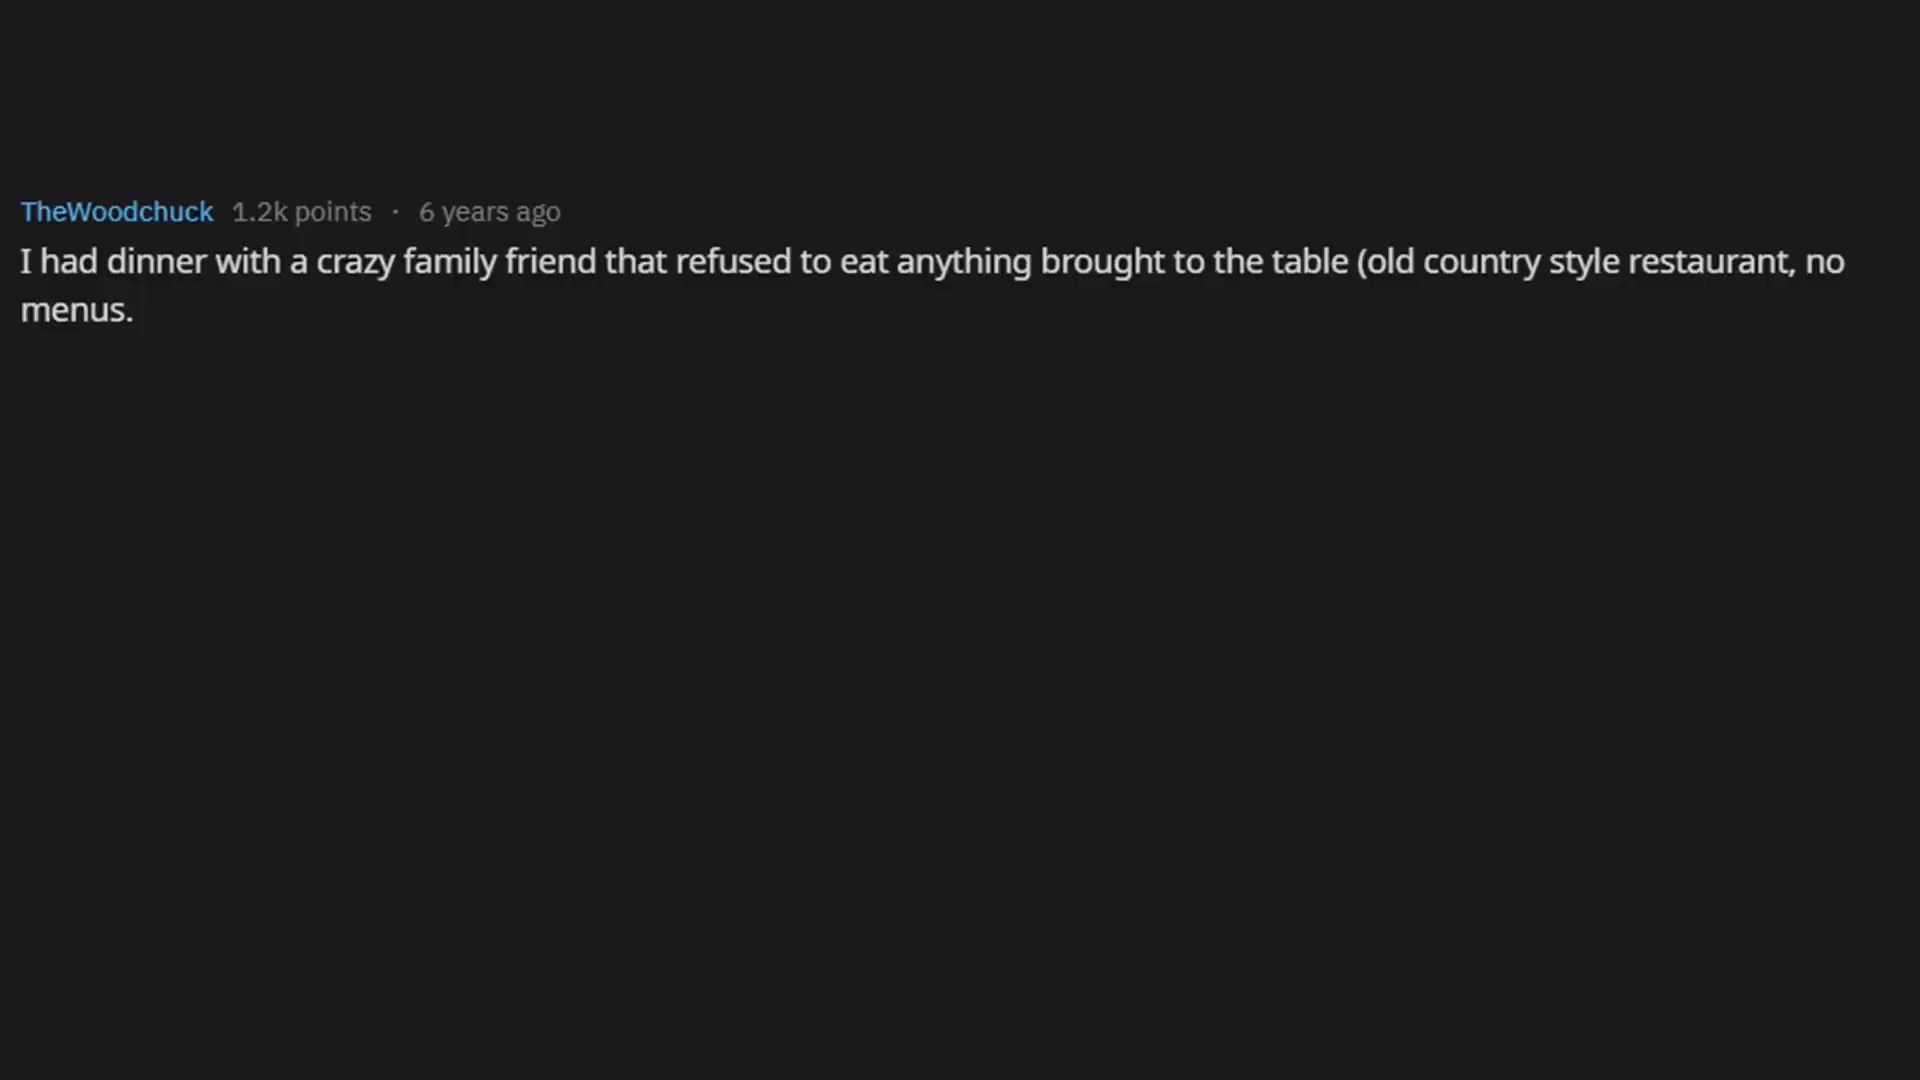 TheWoodchuck 1.2k points · 6 years ago
I had dinner with a crazy family friend that refused to eat anything brought to the table (old country style restaurant, no
menus.